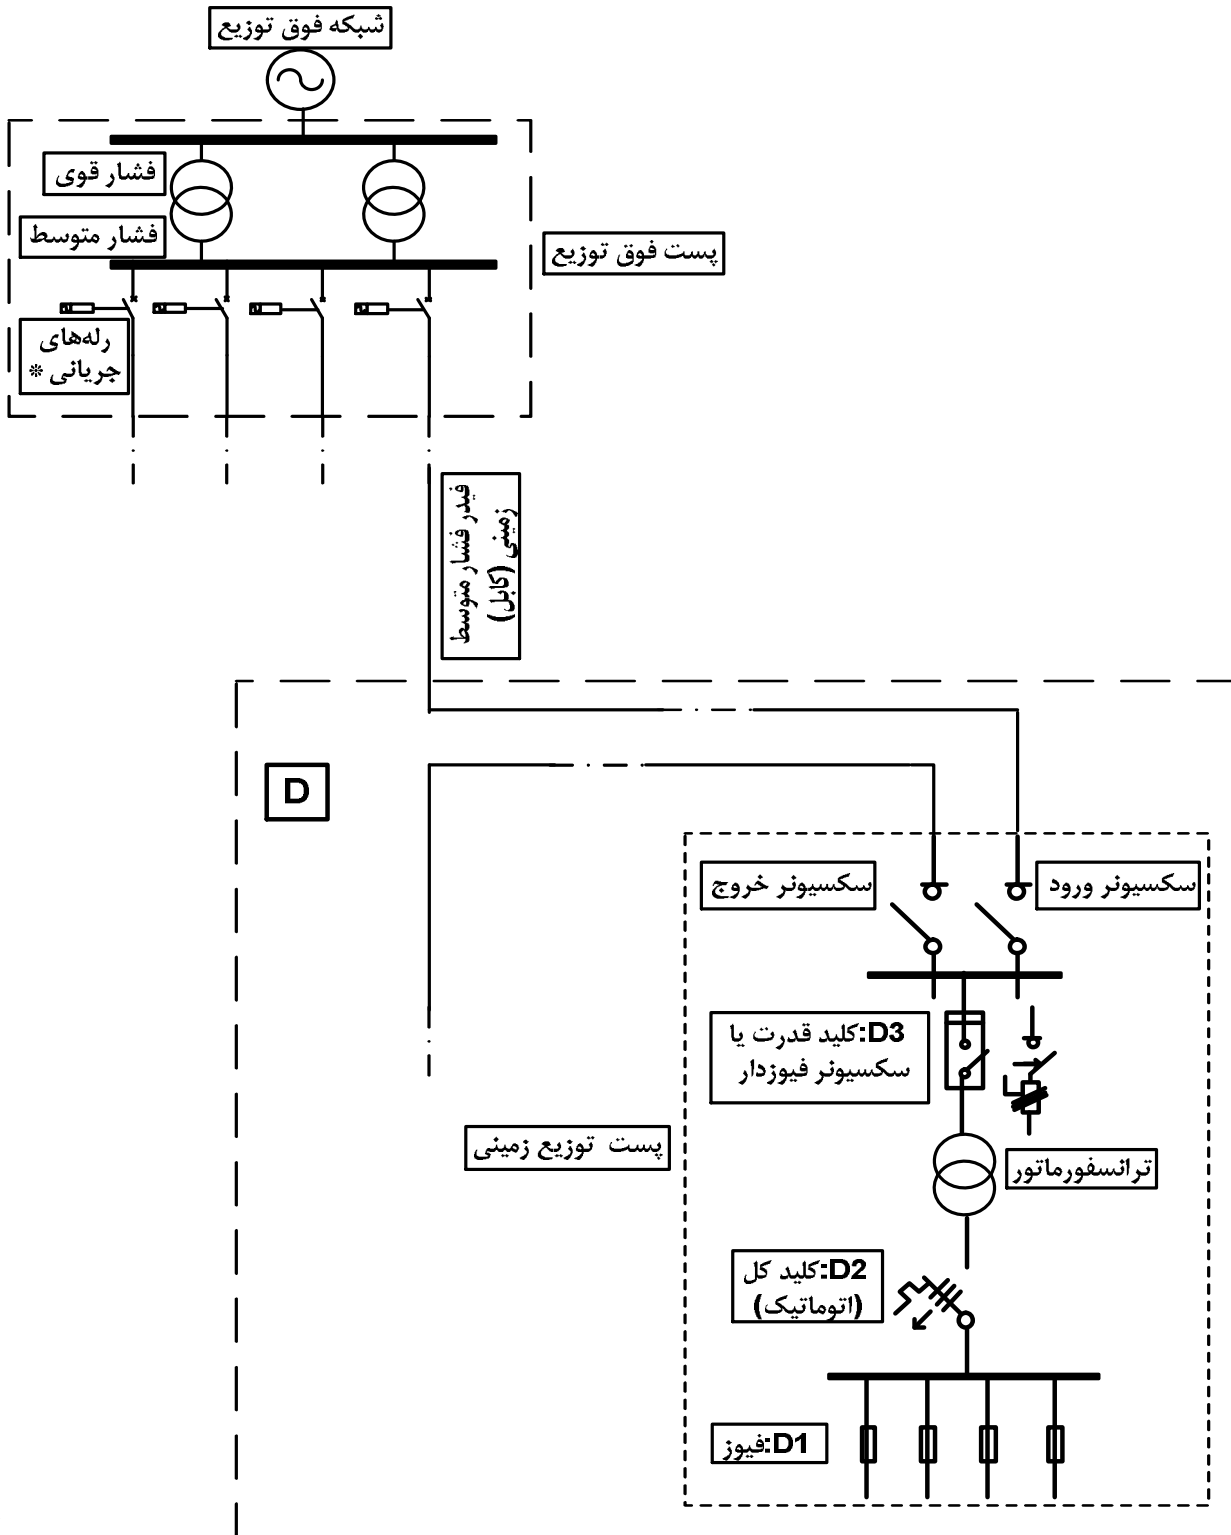 شبکه فوق توزیع
فشار قوی
فشار متوسط
پست فوق توزیع
رله‌های
جریانی *
فیدر فشار متوسط
زمینی (کابل)
D
سکسیونر خروج
سکسیونر ورود
D3:کلید قدرت یا
سکسیونر فیوزدار
پست توزیع زمینی
ترانسفورماتور
D2:کلید کل
(اتوماتیک)
D1:فیوز